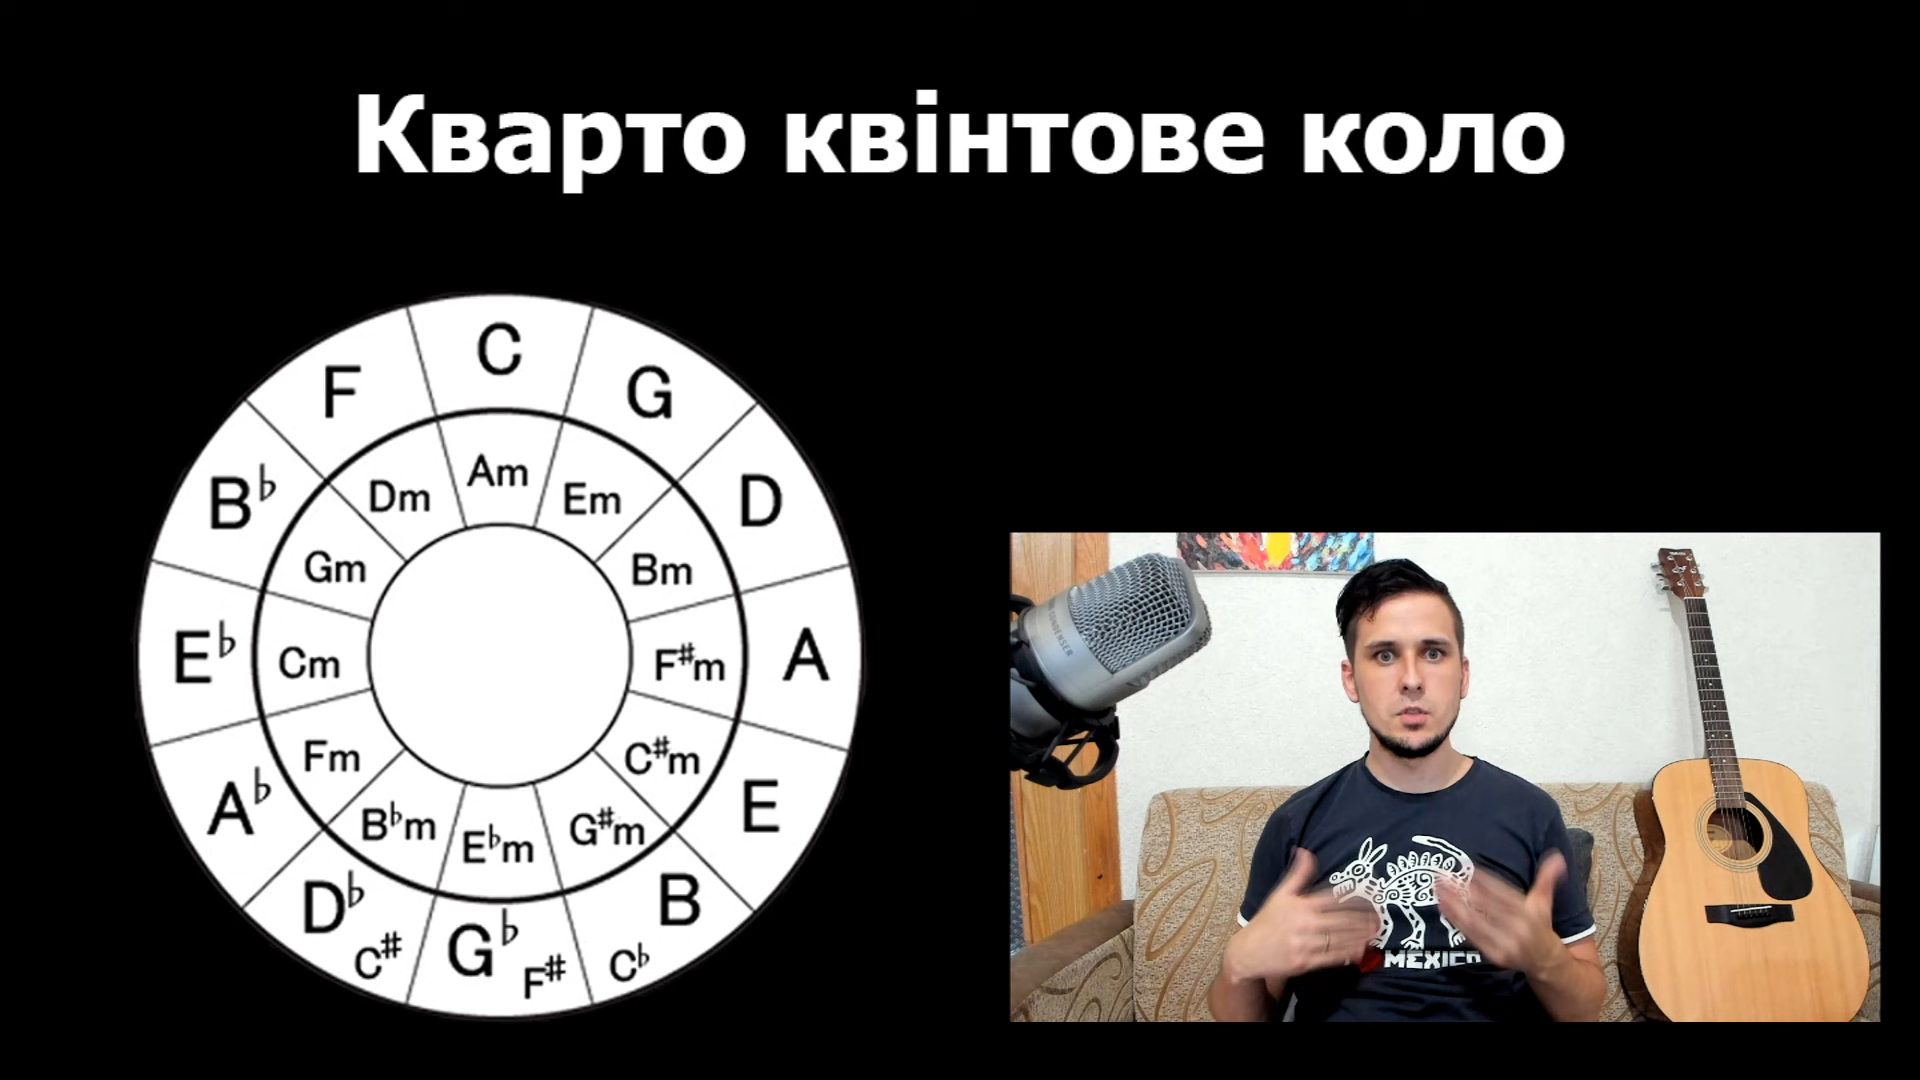 Кварто квінтове коло
C
G
D
A
E
B
C♭
G♭
F♯
D♭
C♯
A♭
E♭
B♭
F
Am
Em
Bm
F♯m
C♯m
G♯m
E♭m
B♭m
Fm
Cm
Gm
Dm
MEXICO